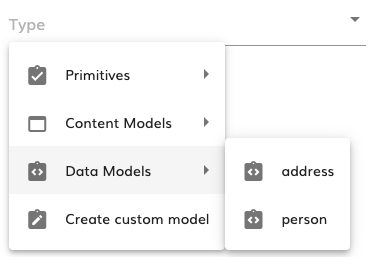 Type
Primitives
Content Models
Data Models
address
Create custom model
person